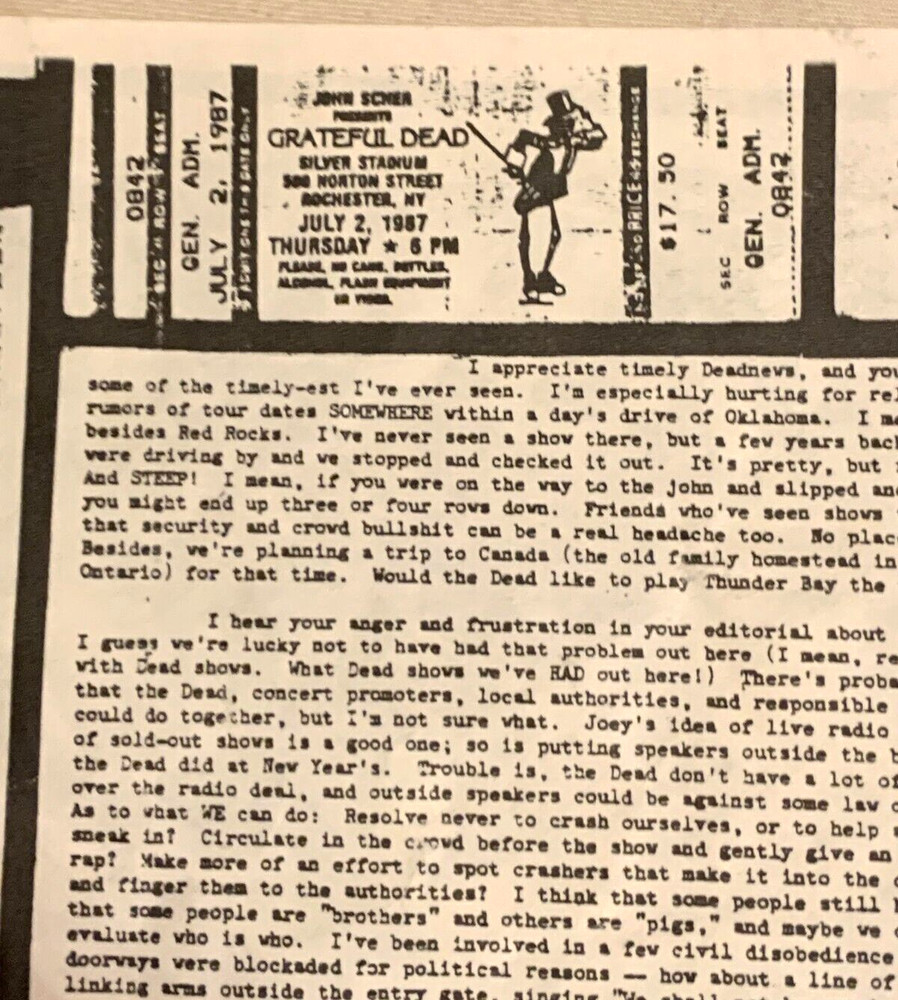 0842
GEN. ADM.
JULY 2, 1987
JOHN SCHER
PRESENTS
GRATEFUL DEAD
SILVER STADIUM
500 NORTON STREET
ROCHESTER, NY
JULY 2, 1987
THURSDAY ★ 6 PM
PLEASE, NO CANS, BOTTLES,
ALCOHOL, FLASH EQUIPMENT
OR VIDEO.
PRICE
$17.50
SEC ROW SEAT
GEN. ADM.
0842
I appreciate timely Deadnews, and
some of the timely-est I've ever seen. I'm especially hurting for
rumors of tour dates SOMEWHERE within a day's drive of Oklahoma. I
besides Red Rocks. I've never seen a show there, but a few years
were driving by and we stopped and checked it out. It's pretty, but
And STEEP! I mean, if you were on the way to the john and slipped
you might end up three or four rows down. Friends who've seen shows
that security and crowd bullshit can be a real headache too. No
Besides, we're planning a trip to Canada (the old family homestead in
Ontario) for that time. Would the Dead like to play Thunder Bay the
I hear your anger and frustration in your editorial about
I guess we're lucky not to have had that problem out here (I mean,
with Dead shows. What Dead shows we've HAD out here!) There's
that the Dead, concert promoters, local authorities, and responsible
could do together, but I'm not sure what. Joey's idea of live radio
of sold-out shows is a good one; so is putting speakers outside the
the Dead did at New Year's. Trouble is, the Dead don't have a lot of
over the radio deal, and outside speakers could be against some law
As to what WE can do: Resolve never to crash ourselves, or to help
sneak in? Circulate in the crowd before the show and gently give an
rap? Make more of an effort to spot crashers that make it into the
and finger them to the authorities? I think that some people still
that some people are "brothers" and others are "pigs," and maybe we
evaluate who is who. I've been involved in a few civil disobedience
doorways were blockaded for political reasons — how about a line of
linking arms outside the entry gate, singing "We shall